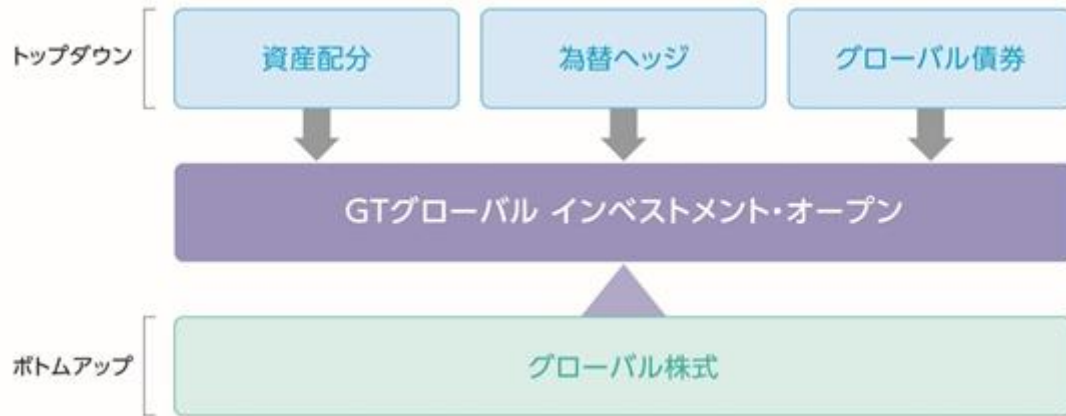 トップダウン
資産配分
為替ヘッジ
グローバル債券
GTグローバル インベストメント・オープン
ボトムアップ
グローバル株式